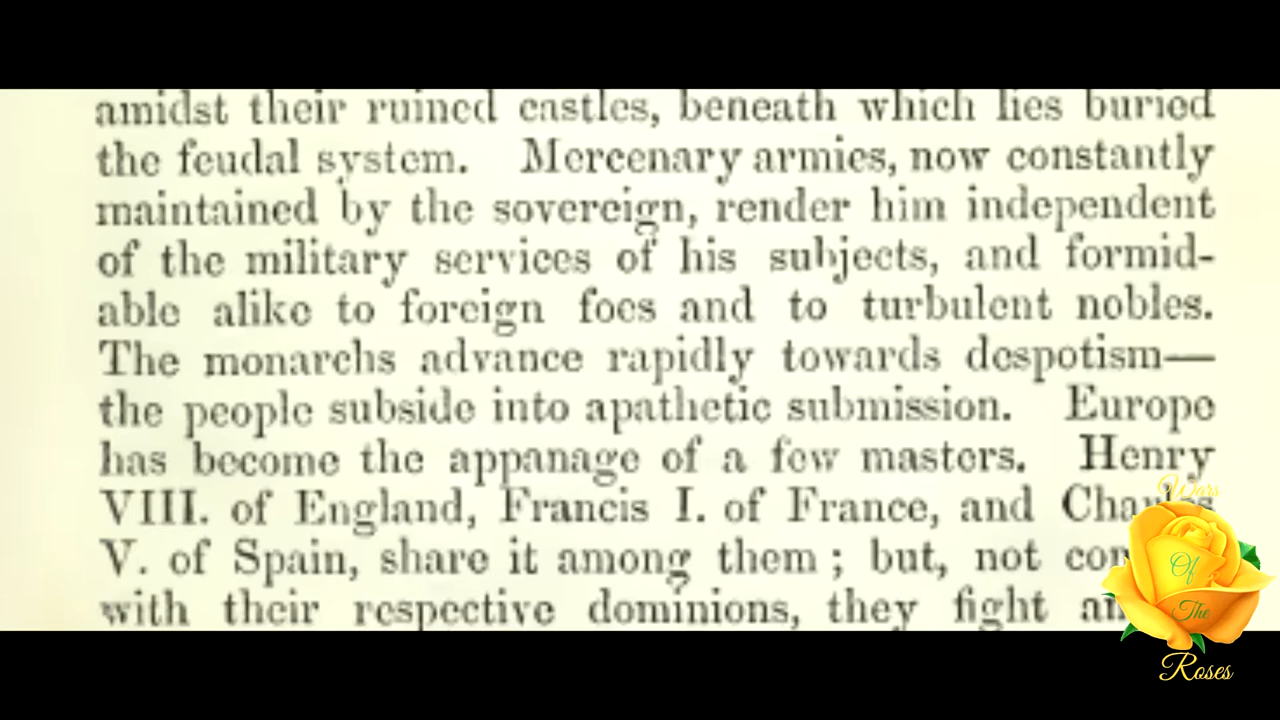 amidst their ruined castles, beneath which lies buried
the feudal system. Mercenary armies, now constantly
maintained by the sovereign, render him independent
of the military services of his subjects, and formid-
able alike to foreign foes and to turbulent nobles.
The monarchs advance rapidly towards despotism—
the people subside into apathetic submission. Europe
has become the appanage of a few masters. Henry
VIII. of England, Francis I. of France, and Charles
V. of Spain, share it among them; but, not
with their respective dominions, they fight
Wars
Of
The
Roses